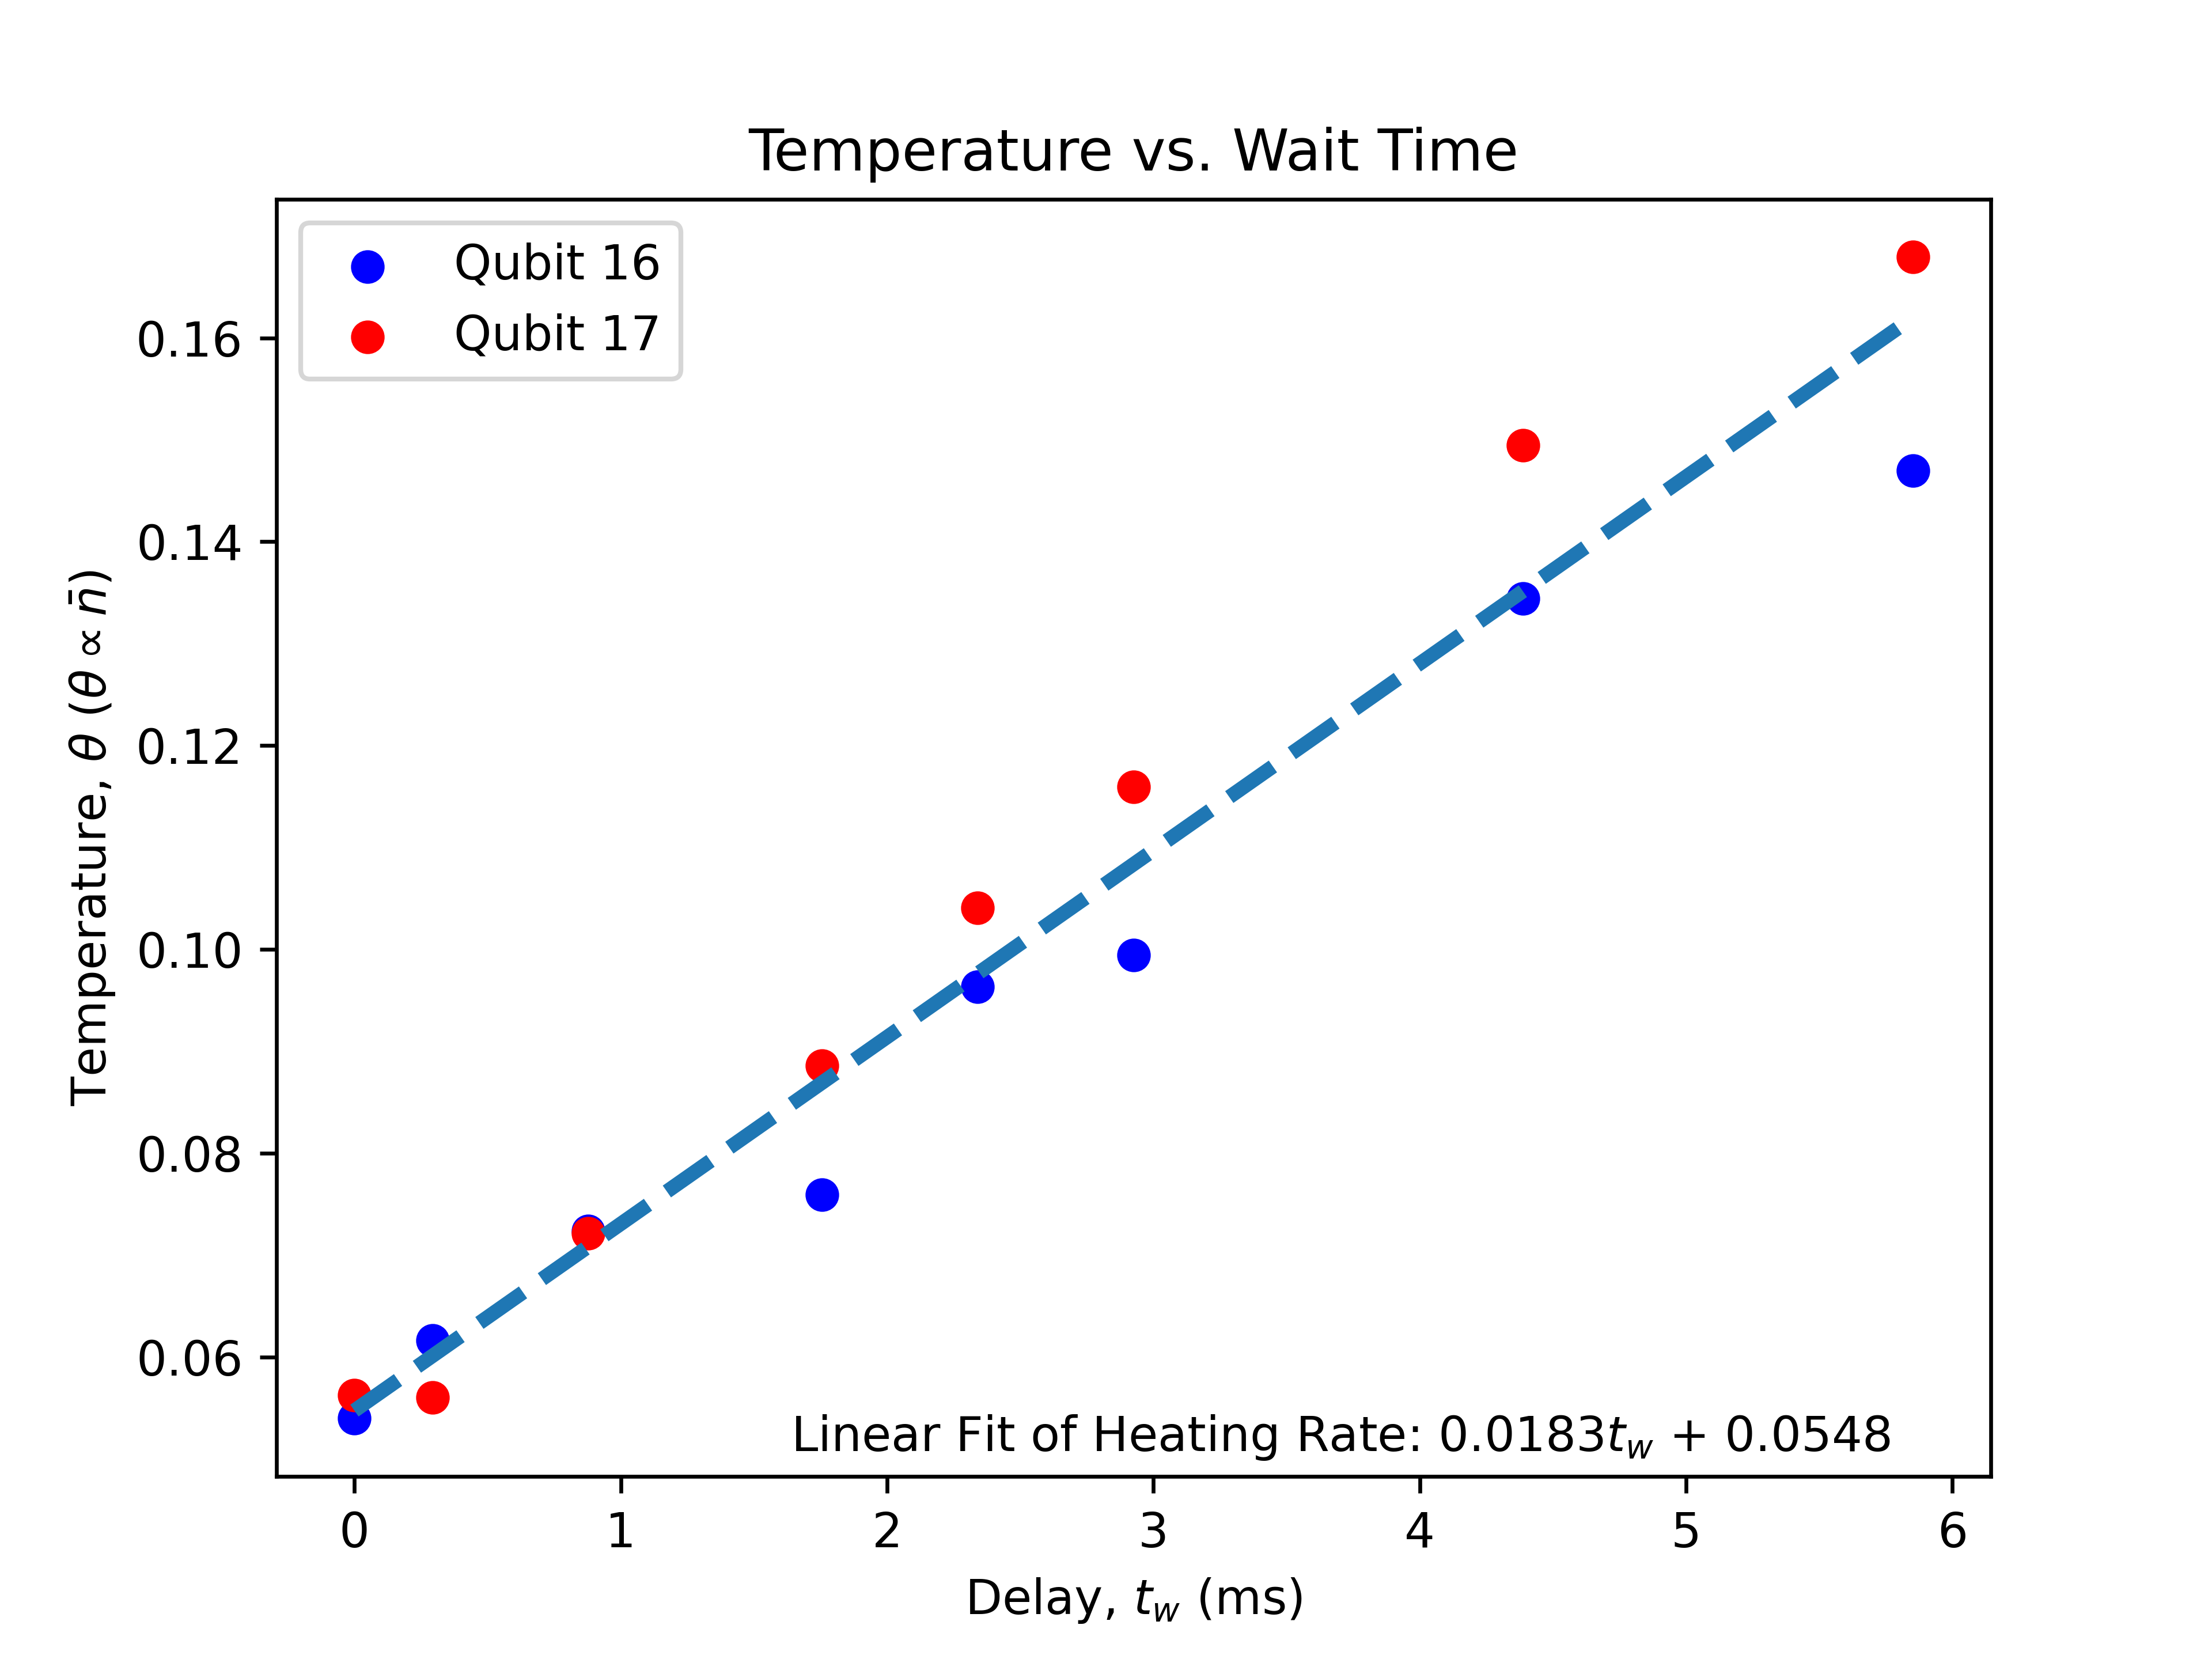 Temperature vs. Wait Time
Qubit 16
Qubit 17
Temperature, θ (θ ∝ n̄)
0.16
0.14
0.12
0.10
0.08
0.06
Linear Fit of Heating Rate: 0.0183t_w + 0.0548
0 1 2 3 4 5 6
Delay, t_w (ms)